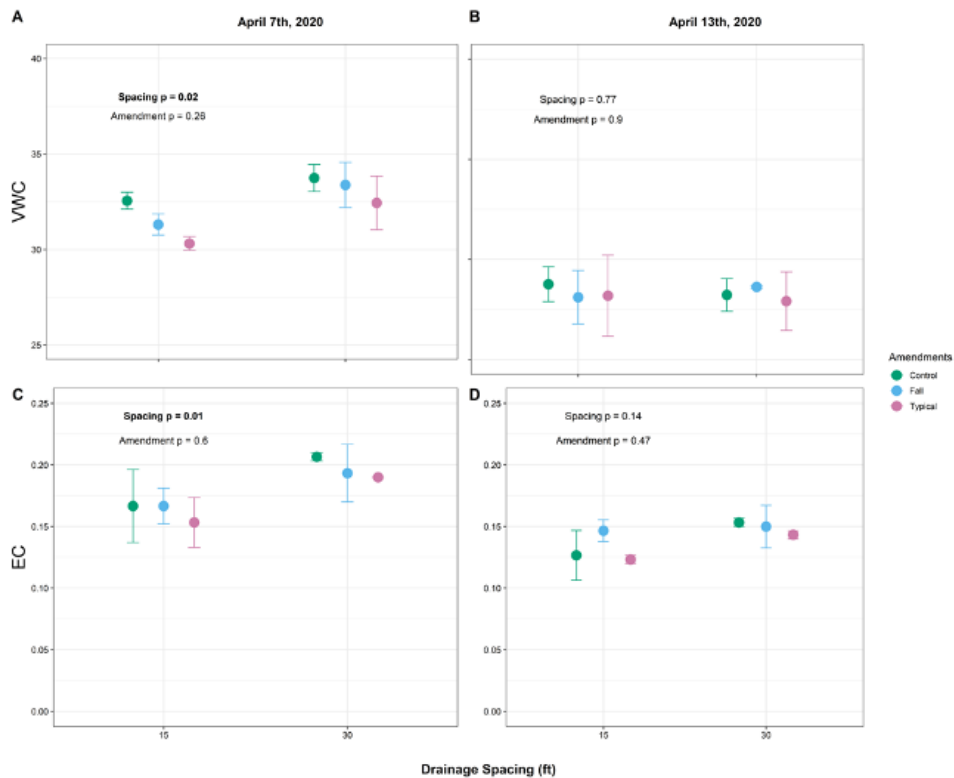 A
April 7th, 2020
B
April 13th, 2020
40
35
30
25
VWC
Spacing p = 0.02
Amendment p = 0.26
Spacing p = 0.77
Amendment p = 0.9
Amendments
Control
Fall
Typical
C
D
0.25
0.20
0.15
0.10
0.05
0.00
EC
Spacing p = 0.01
Amendment p = 0.6
0.25
0.20
0.15
0.10
0.05
0.00
Spacing p = 0.14
Amendment p = 0.47
15
30
15
30
Drainage Spacing (ft)